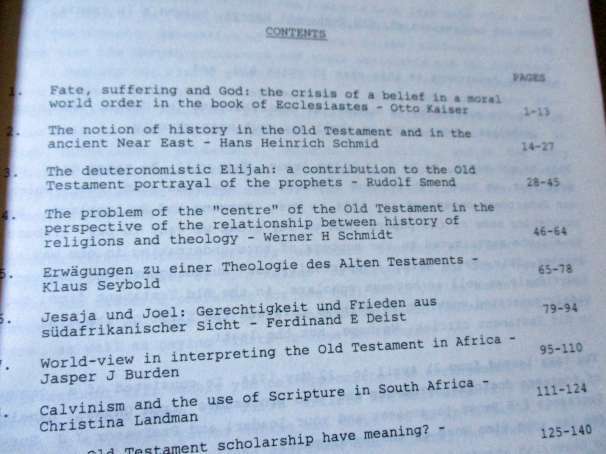 CONTENTS
PAGES
1. Fate, suffering and God: the crisis of a belief in a moral
world order in the book of Ecclesiastes - Otto Kaiser 1-13
2. The notion of history in the Old Testament and in the
ancient Near East - Hans Heinrich Schmid 14-27
3. The deuteronomistic Elijah: a contribution to the Old
Testament portrayal of the prophets - Rudolf Smend 28-45
4. The problem of the "centre" of the Old Testament in the
perspective of the relationship between history of
religions and theology - Werner H Schmidt 46-64
5. Erwägungen zu einer Theologie des Alten Testaments -
Klaus Seybold 65-78
. Jesaja und Joel: Gerechtigkeit und Frieden aus
südafrikanischer Sicht - Ferdinand E Deist 79-94
. World-view in interpreting the Old Testament in Africa -
Jasper J Burden 95-110
. Calvinism and the use of Scripture in South Africa -
Christina Landman 111-124
Old Testament scholarship have meaning? - 125-140